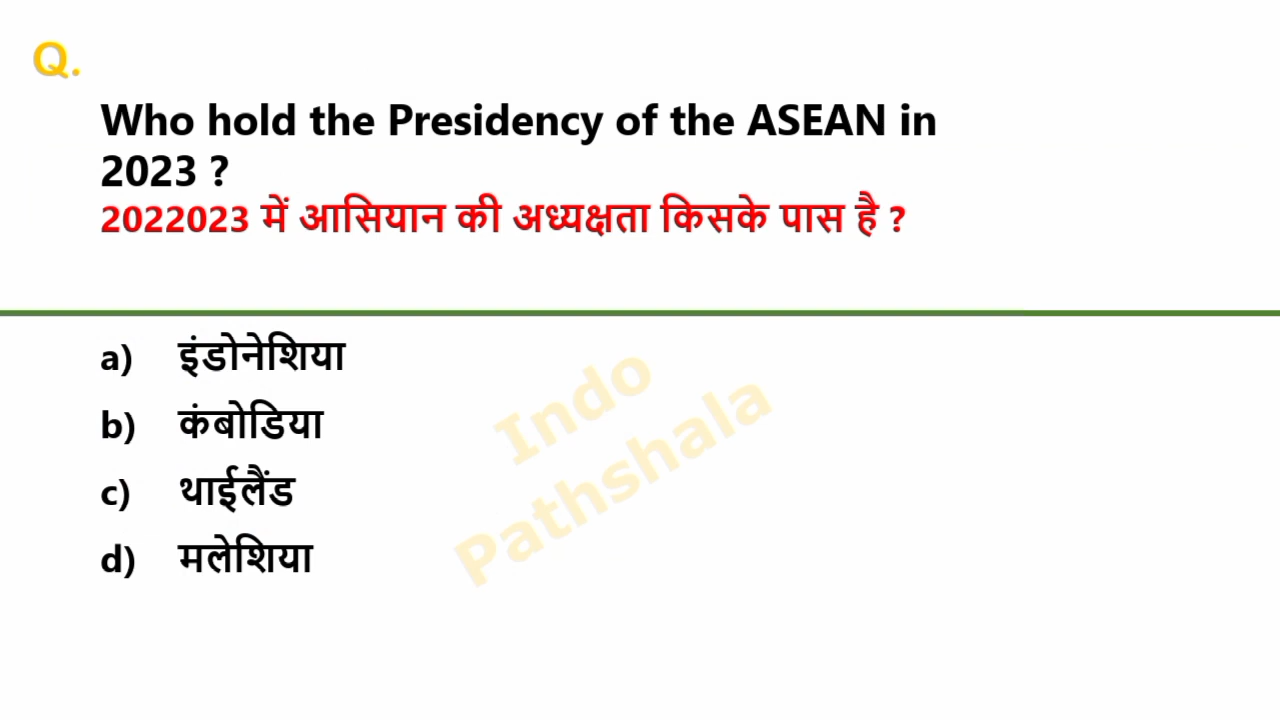 Q.
Who hold the Presidency of the ASEAN in
2023 ?
2022023 में आसियान की अध्यक्षता किसके पास है ?
a) इंडोनेशिया
b) कंबोडिया
c) थाईलैंड
d) मलेशिया
Indo
Pathshala